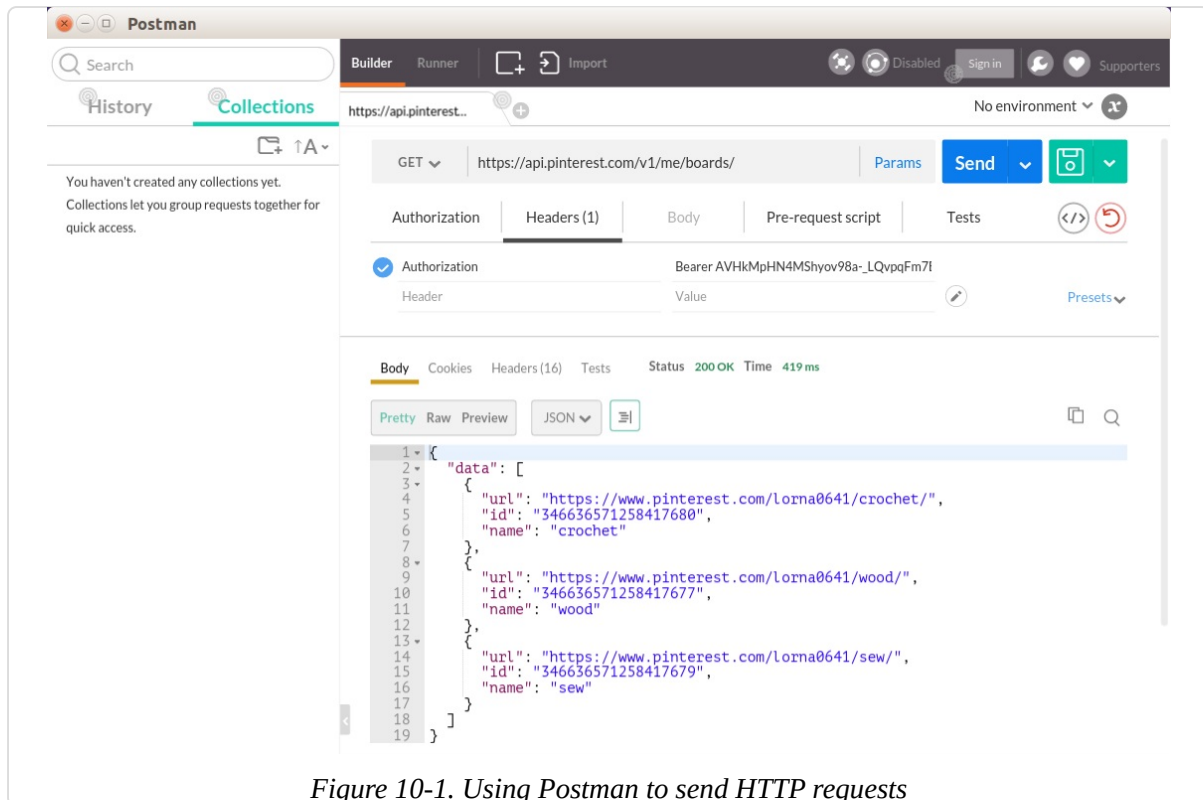 Postman
Search
Builder Runner Import Disabled Sign in Supporters
History Collections
https://api.pinterest... No environment
A
You haven't created any collections yet.
Collections let you group requests together for
quick access.
GET https://api.pinterest.com/v1/me/boards/ Params Send
Authorization Headers (1) Body Pre-request script Tests
Authorization Bearer AVHkMpHN4MShyov98a-_LQvpqFm7
Header Value Presets
Body Cookies Headers (16) Tests Status 200 OK Time 419 ms
Pretty Raw Preview JSON
1 {
2 "data": [
3 {
4 "url": "https://www.pinterest.com/lorna0641/crochet/",
5 "id": "346636571258417680",
6 "name": "crochet"
7 },
8 {
9 "url": "https://www.pinterest.com/lorna0641/wood/",
10 "id": "346636571258417677",
11 "name": "wood"
12 },
13 {
14 "url": "https://www.pinterest.com/lorna0641/sew/",
15 "id": "346636571258417679",
16 "name": "sew"
17 }
18 ]
19 }
Figure 10-1. Using Postman to send HTTP requests